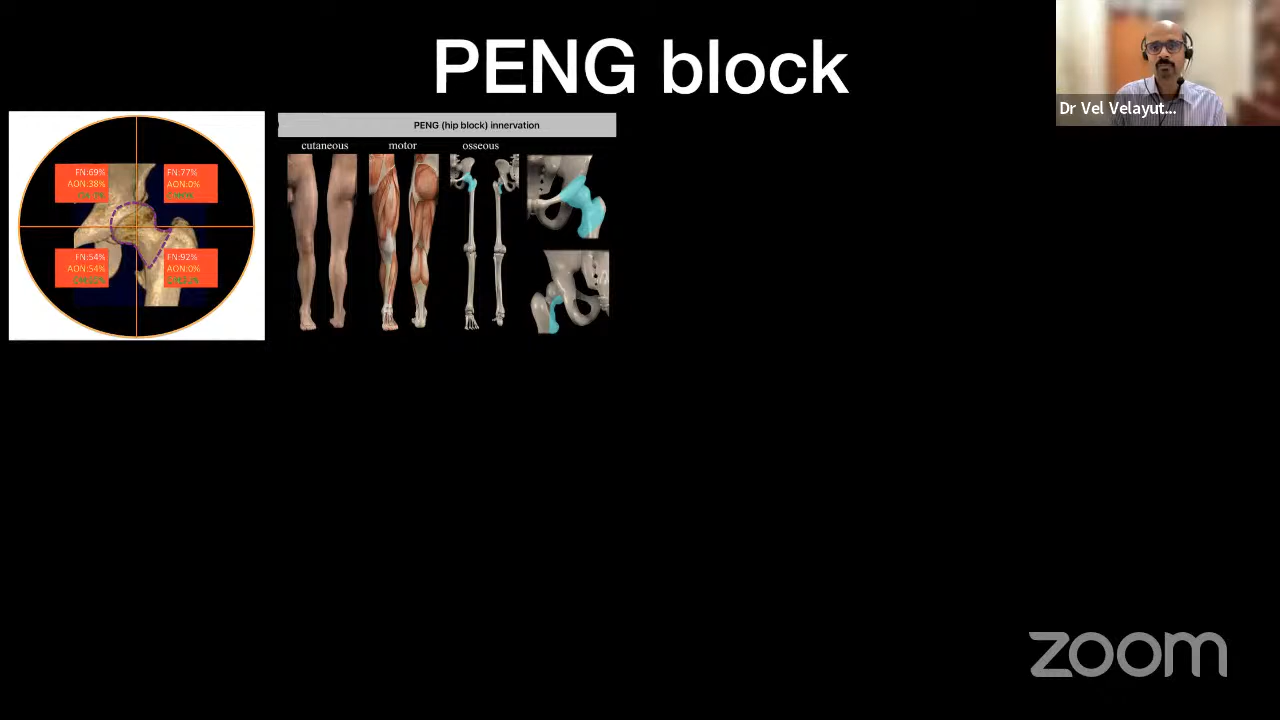 PENG block
Dr Vel Velayut...
PENG (hip block) innervation
cutaneous
motor
osseous
FN:69%
AON:38%
FN:77%
AON:0%
FN:54%
AON:54%
FN:92%
AON:0%
zoom